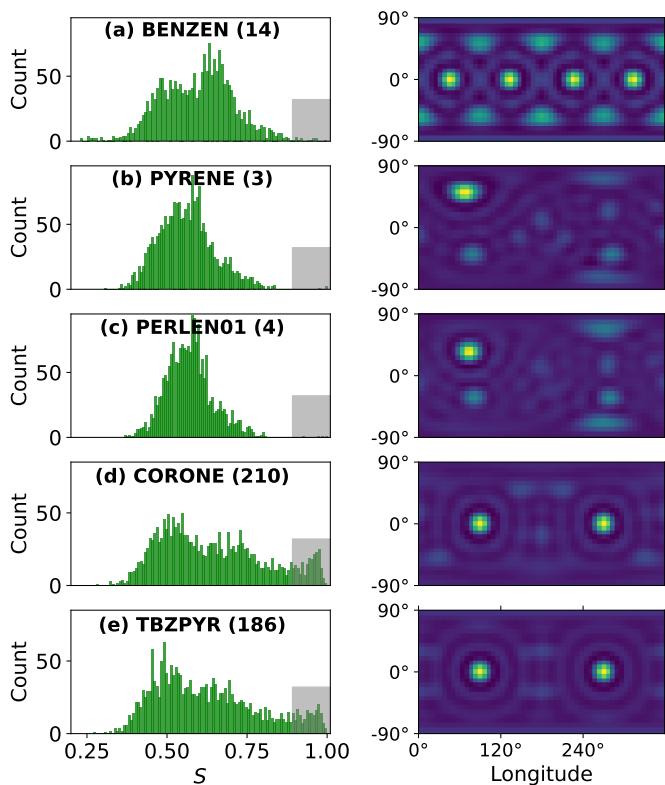 (a) BENZEN (14)
Count
50
0
90°
0°
-90°
(b) PYRENE (3)
Count
50
0
90°
0°
-90°
(c) PERLEN01 (4)
Count
50
0
90°
0°
-90°
(d) CORONE (210)
Count
50
0
90°
0°
-90°
(e) TBZPYR (186)
Count
50
0
90°
0°
-90°
0.25 0.50 0.75 1.00
S
0° 120° 240°
Longitude